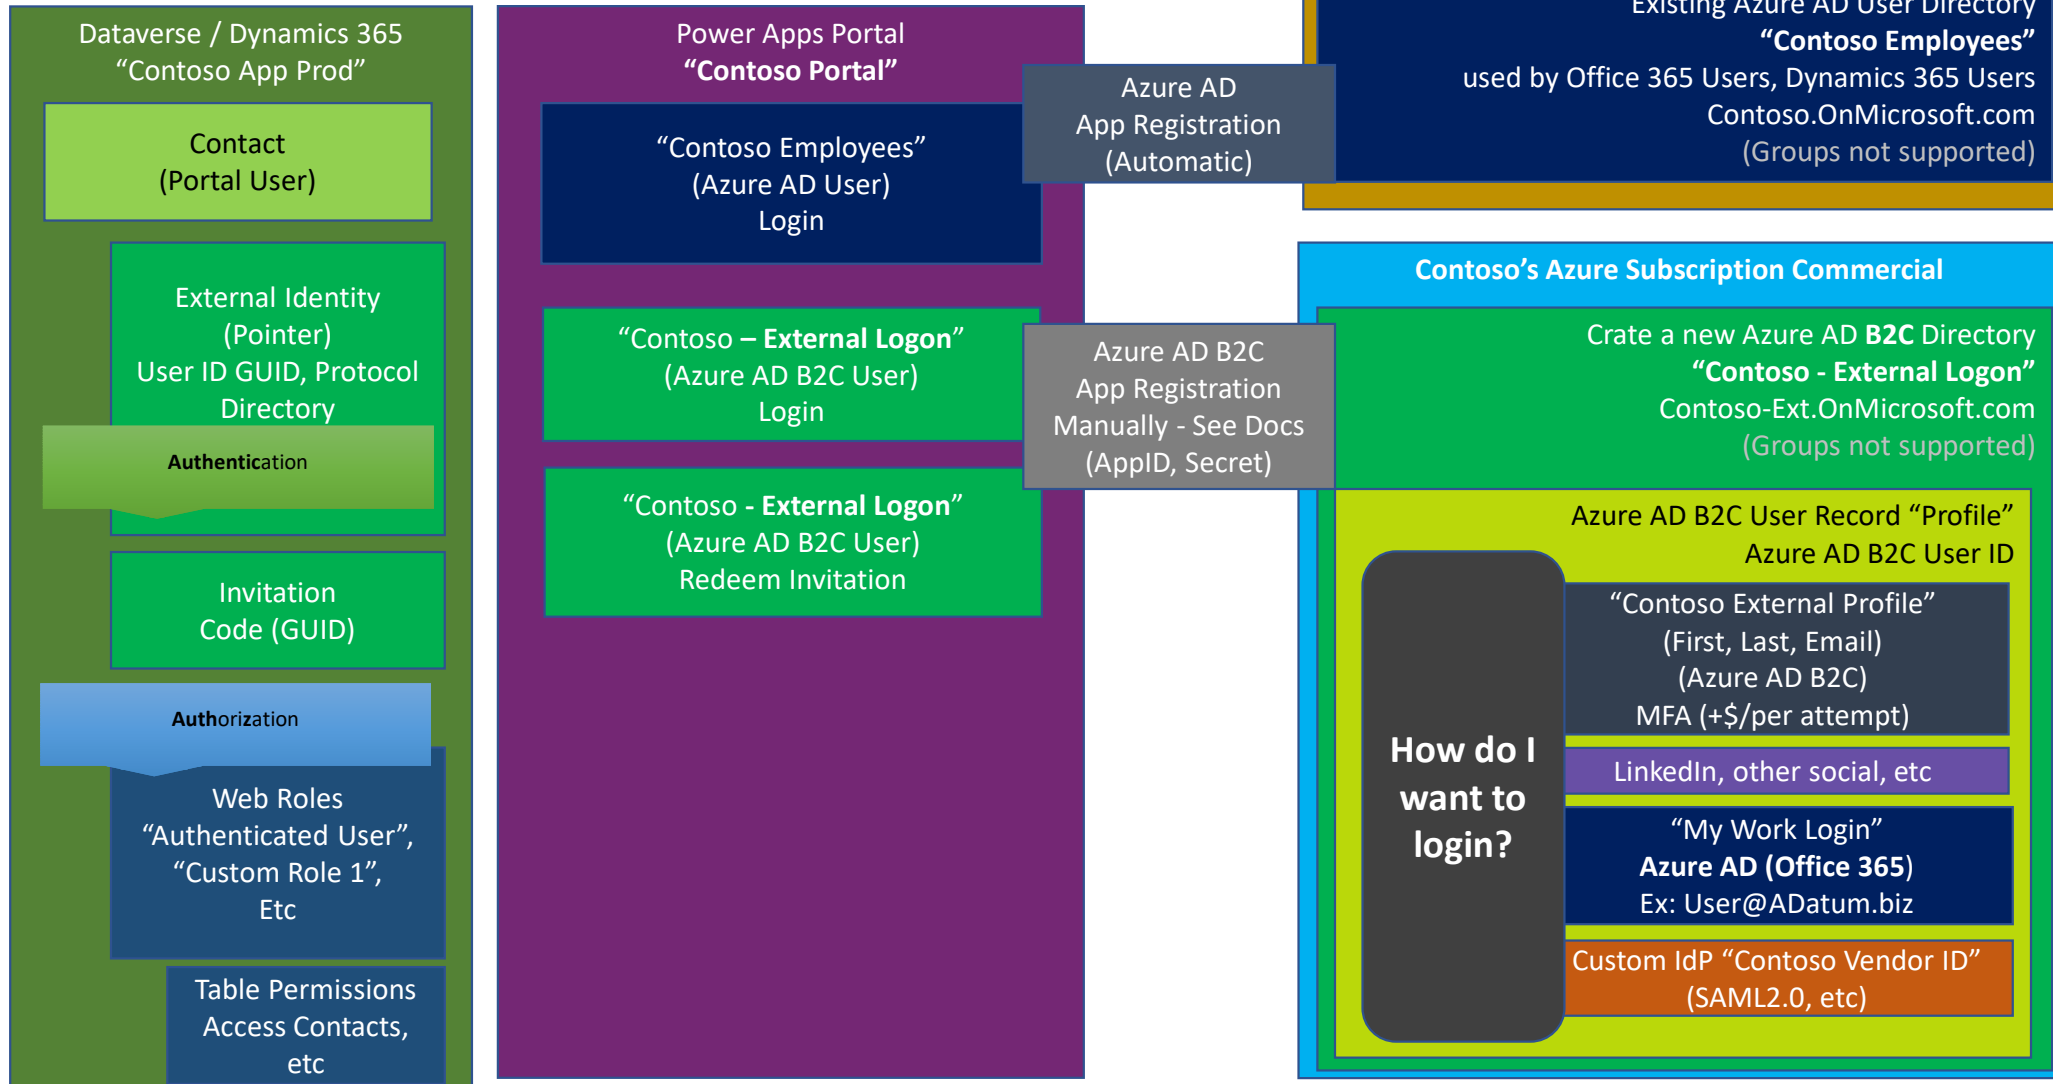 Dataverse / Dynamics 365
“Contoso App Prod”
Contact
(Portal User)
External Identity
(Pointer)
User ID GUID, Protocol
Directory
Authentication
Invitation
Code (GUID)
Authorization
Web Roles
“Authenticated User”,
“Custom Role 1”,
Etc
Table Permissions
Access Contacts,
etc
Power Apps Portal
“Contoso Portal”
“Contoso Employees”
(Azure AD User)
Login
“Contoso – External Logon”
(Azure AD B2C User)
Login
“Contoso - External Logon”
(Azure AD B2C User)
Redeem Invitation
Azure AD
App Registration
(Automatic)
Azure AD B2C
App Registration
Manually - See Docs
(AppID, Secret)
Existing Azure AD User Directory
“Contoso Employees”
used by Office 365 Users, Dynamics 365 Users
Contoso.OnMicrosoft.com
(Groups not supported)
Contoso’s Azure Subscription Commercial
Crate a new Azure AD B2C Directory
“Contoso - External Logon”
Contoso-Ext.OnMicrosoft.com
(Groups not supported)
Azure AD B2C User Record “Profile”
Azure AD B2C User ID
How do I
want to
login?
“Contoso External Profile”
(First, Last, Email)
(Azure AD B2C)
MFA (+$/per attempt)
LinkedIn, other social, etc
“My Work Login”
Azure AD (Office 365)
Ex: User@ADatum.biz
Custom IdP “Contoso Vendor ID”
(SAML2.0, etc)